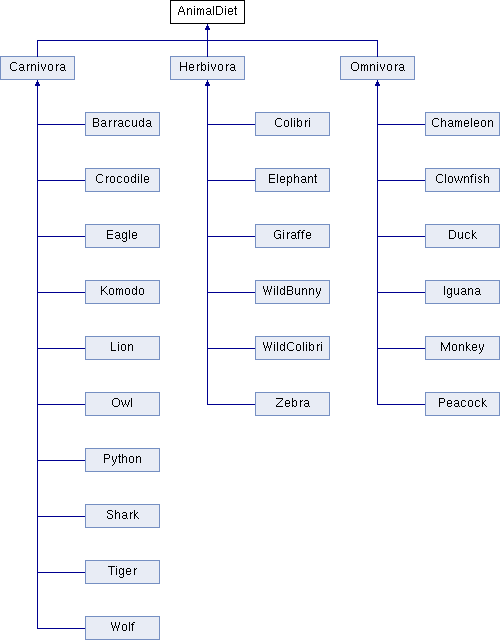 AnimalDiet
Carnivora
Herbivora
Omnivora
Barracuda
Colibri
Chameleon
Crocodile
Elephant
Clownfish
Eagle
Giraffe
Duck
Komodo
WildBunny
Iguana
Lion
WildColibri
Monkey
Owl
Zebra
Peacock
Python
Shark
Tiger
Wolf